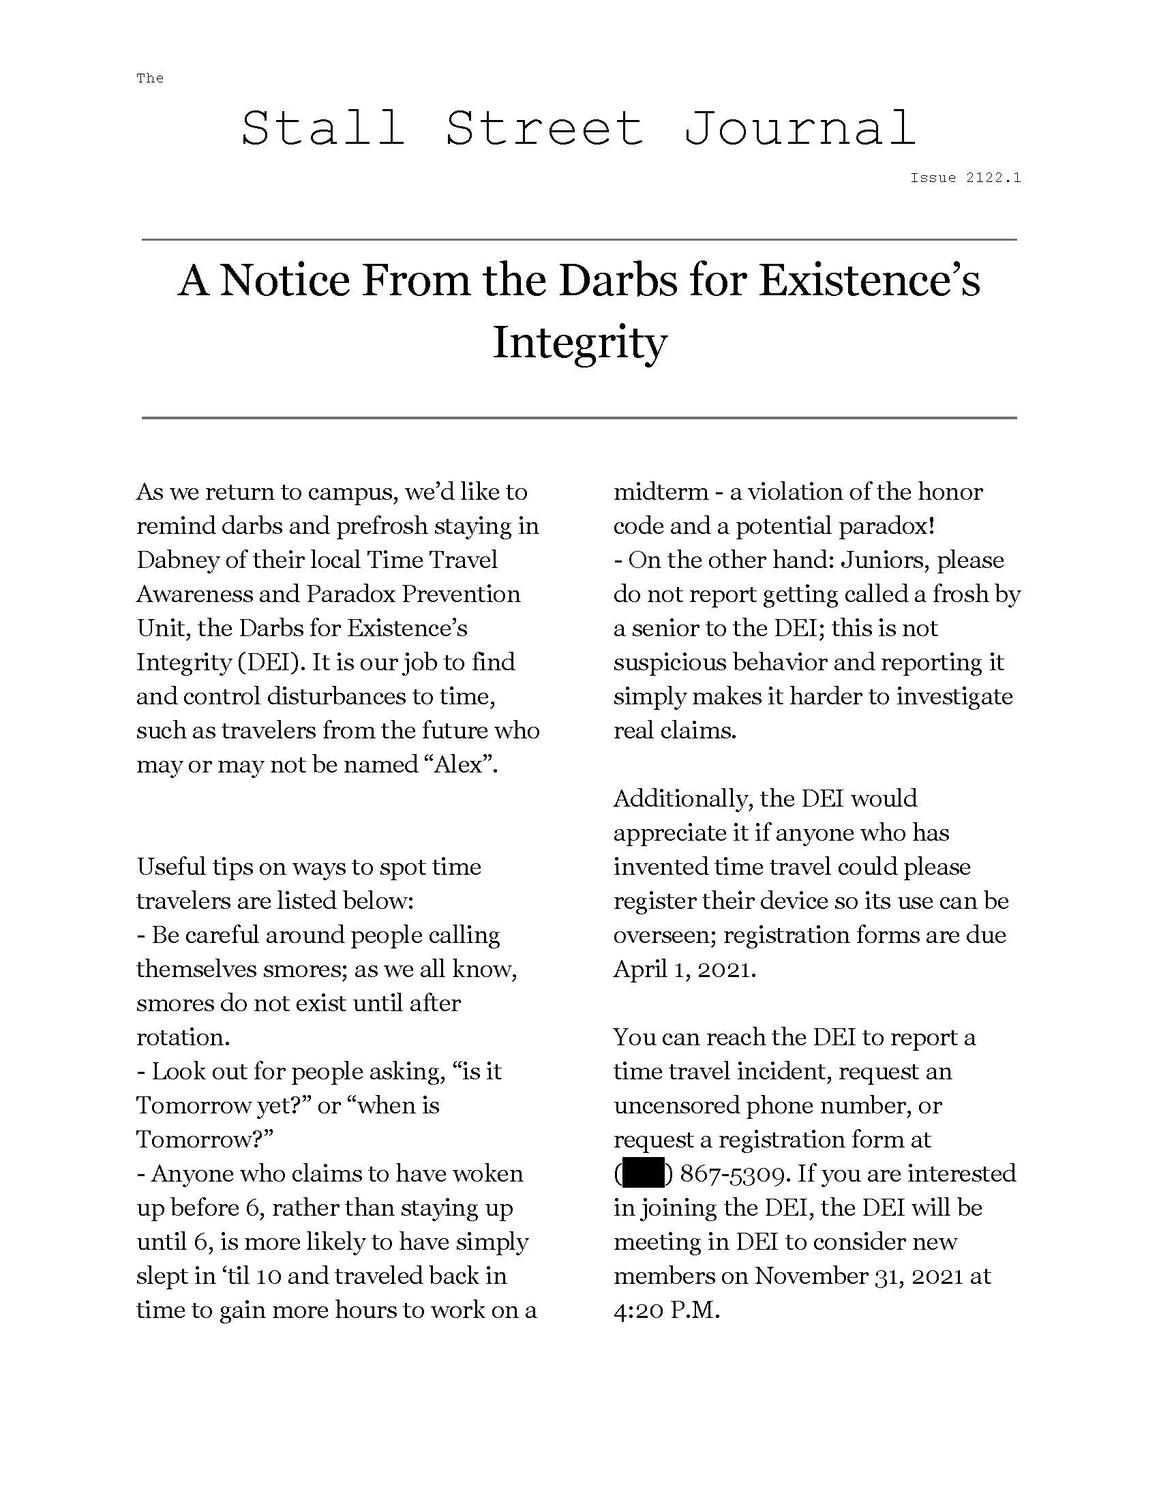 The
Stall Street Journal
Issue 2122.1
A Notice From the Darbs for Existence’s
Integrity
As we return to campus, we’d like to
remind darbs and prefrosh staying in
Dabney of their local Time Travel
Awareness and Paradox Prevention
Unit, the Darbs for Existence’s
Integrity (DEI). It is our job to find
and control disturbances to time,
such as travelers from the future who
may or may not be named “Alex”.
Useful tips on ways to spot time
travelers are listed below:
- Be careful around people calling
themselves smores; as we all know,
smores do not exist until after
rotation.
- Look out for people asking, “is it
Tomorrow yet?” or “when is
Tomorrow?”
- Anyone who claims to have woken
up before 6, rather than staying up
until 6, is more likely to have simply
slept in ‘til 10 and traveled back in
time to gain more hours to work on a
midterm - a violation of the honor
code and a potential paradox!
- On the other hand: Juniors, please
do not report getting called a frosh by
a senior to the DEI; this is not
suspicious behavior and reporting it
simply makes it harder to investigate
real claims.
Additionally, the DEI would
appreciate it if anyone who has
invented time travel could please
register their device so its use can be
overseen; registration forms are due
April 1, 2021.
You can reach the DEI to report a
time travel incident, request an
uncensored phone number, or
request a registration form at
( ) 867-5309. If you are interested
in joining the DEI, the DEI will be
meeting in DEI to consider new
members on November 31, 2021 at
4:20 P.M.